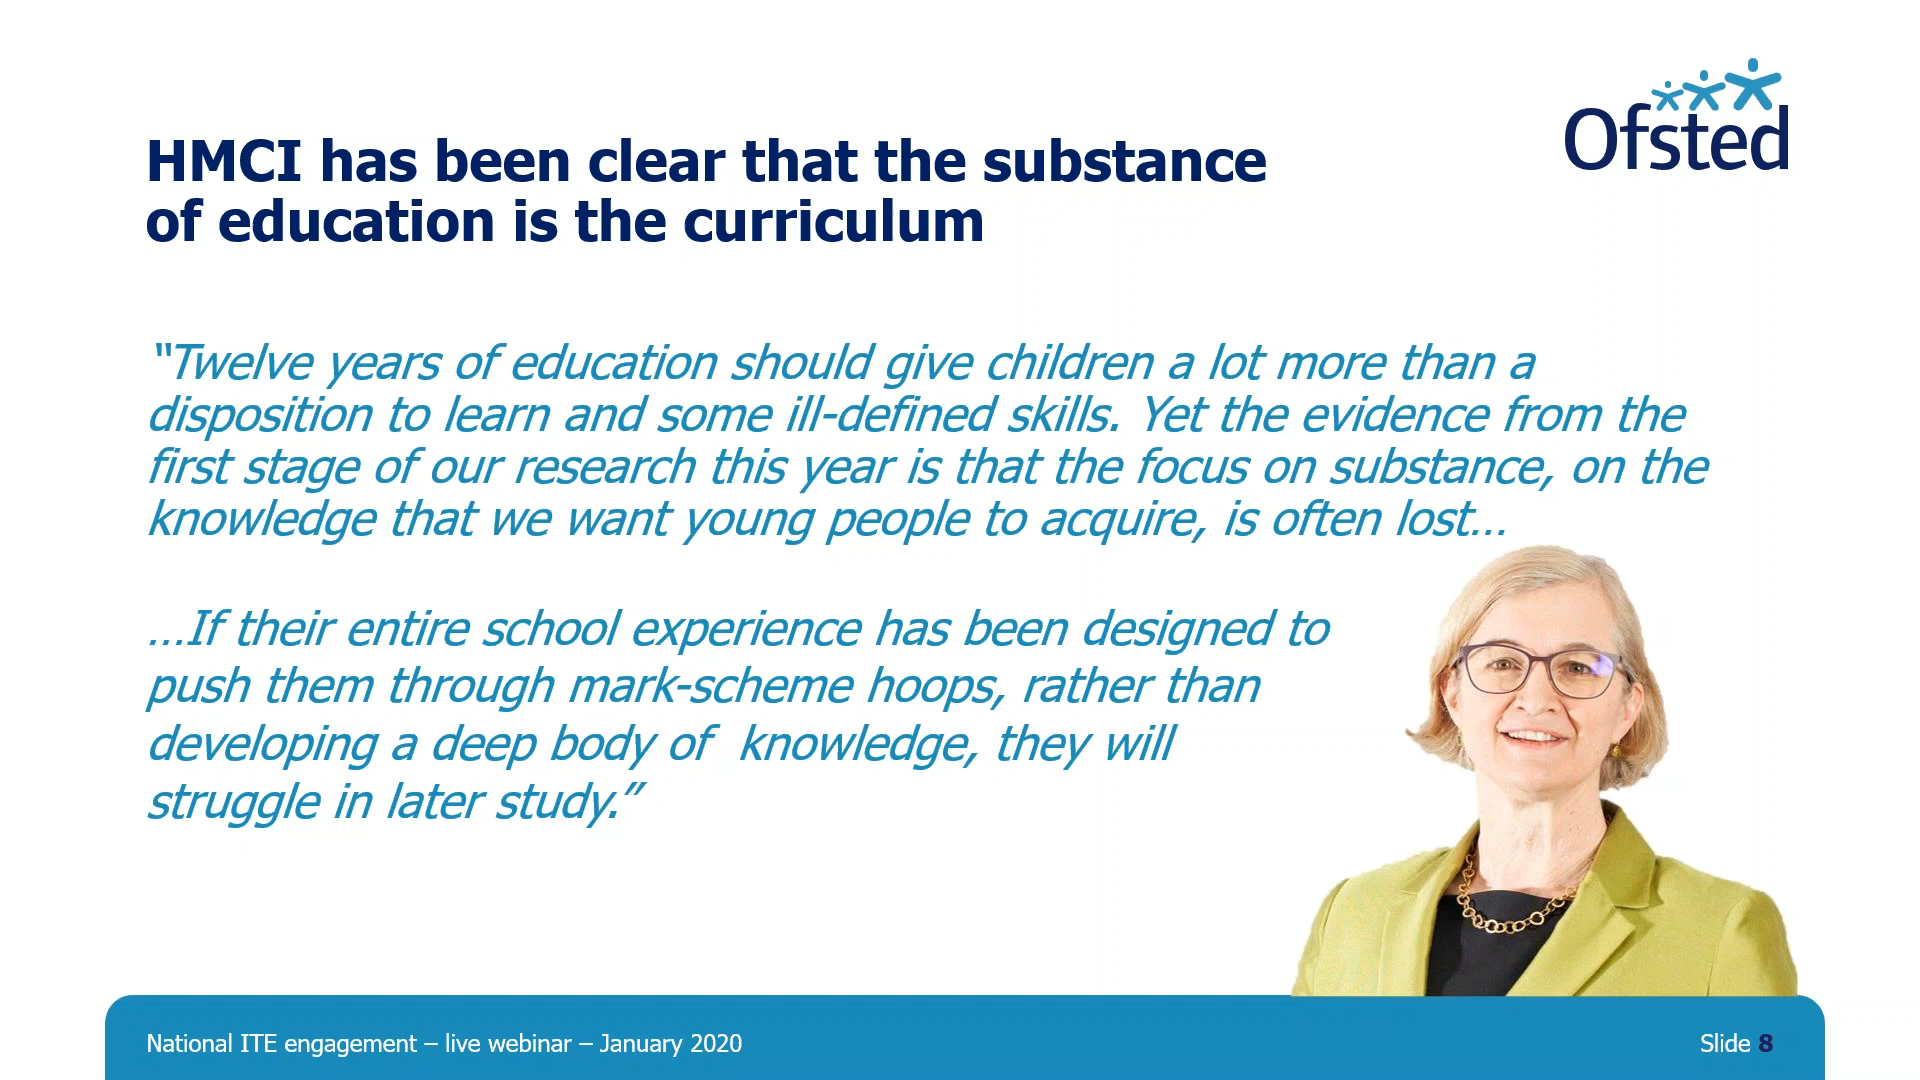 Ofsted
HMCI has been clear that the substance
of education is the curriculum
“Twelve years of education should give children a lot more than a
disposition to learn and some ill-defined skills. Yet the evidence from the
first stage of our research this year is that the focus on substance, on the
knowledge that we want young people to acquire, is often lost…
…If their entire school experience has been designed to
push them through mark-scheme hoops, rather than
developing a deep body of  knowledge, they will
struggle in later study.”
National ITE engagement – live webinar – January 2020
Slide 8